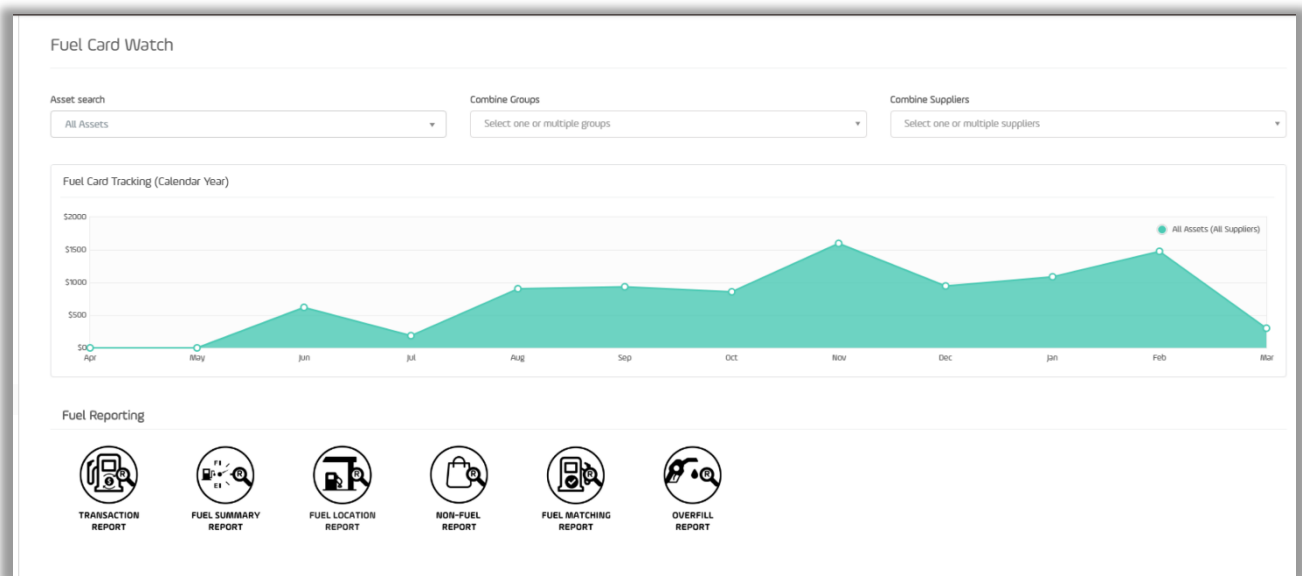 Fuel Card Watch
Asset search
Combine Groups
Combine Suppliers
All Assets
Select one or multiple groups
Select one or multiple suppliers
Fuel Card Tracking (Calendar Year)
$2000
All Assets (All Suppliers)
$1500
$1000
$500
$0
Apr May Jun Jul Aug Sep Oct Nov Dec Jan Feb Mar
Fuel Reporting
TRANSACTION
REPORT
FUEL SUMMARY
REPORT
FUEL LOCATION
REPORT
NON-FUEL
REPORT
FUEL MATCHING
REPORT
OVERFILL
REPORT